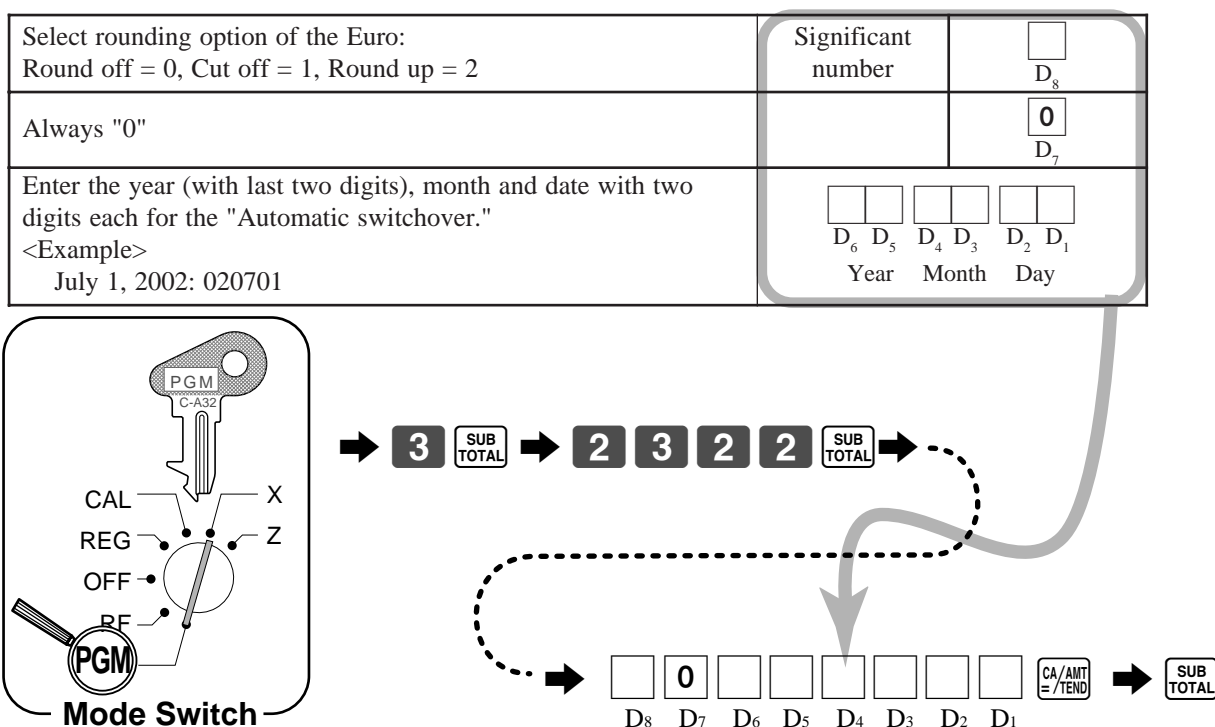 Select rounding option of the Euro:
Round off = 0, Cut off = 1, Round up = 2
Significant
number
D8
Always "0"
0
D7
Enter the year (with last two digits), month and date with two
digits each for the "Automatic switchover."
<Example>
July 1, 2002: 020701
D6 D5 D4 D3 D2 D1
Year Month Day
PGM
C-A32
CAL
X
REG
Z
OFF
RF
PGM
Mode Switch
3 SUB TOTAL 2 3 2 2 SUB TOTAL
0 CA/AMT = /TEND SUB TOTAL
D8 D7 D6 D5 D4 D3 D2 D1